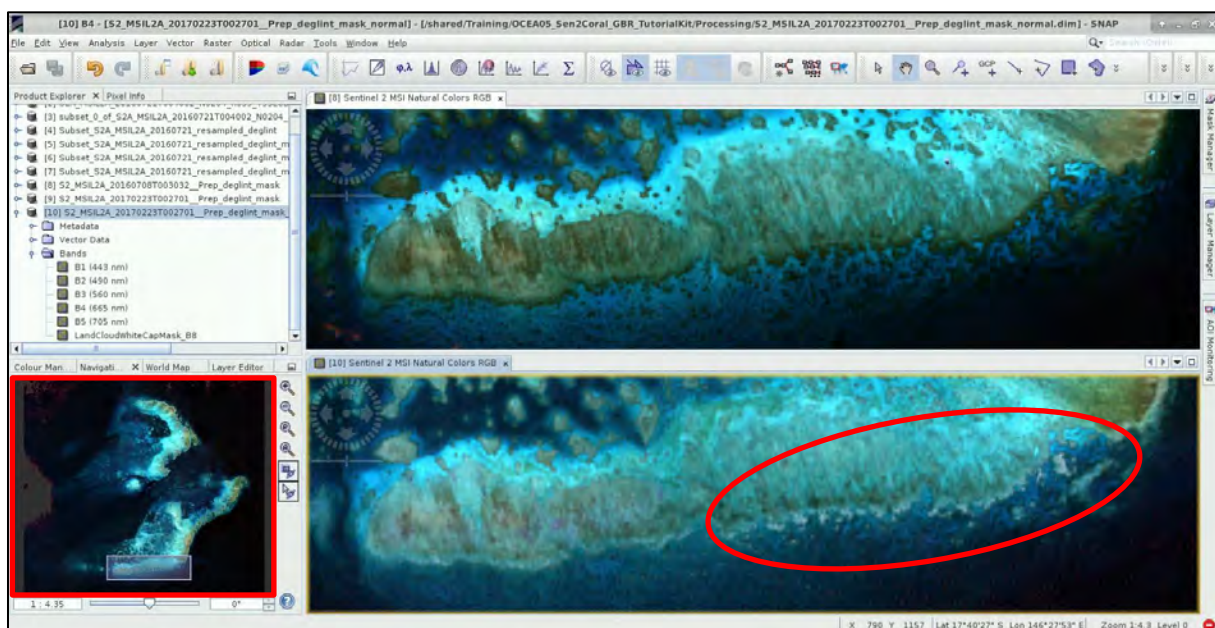 [10] B4 - [S2_MSIL2A_20170223T002701__Prep_deglint_mask_normal] - [/shared/Training/OCEA05_Sen2Coral_GBR_TutorialKit/Processing/S2_MSIL2A_20170223T002701__Prep_deglint_mask_normal.dim] - SNAP
File Edit View Analysis Layer Vector Raster Optical Radar Tools Window Help
Product Explorer Pixel Info
[3] subset_0_of_S2A_MSIL2A_20160721T004002_N0204_
[4] Subset_S2A_MSIL2A_20160721_resampled_deglint
[5] Subset_S2A_MSIL2A_20160721_resampled_deglint_m
[6] Subset_S2A_MSIL2A_20160721_resampled_deglint_m
[7] Subset_S2A_MSIL2A_20160721_resampled_deglint_m
[8] S2_MSIL2A_20160708T003032__Prep_deglint_mask
[9] S2_MSIL2A_20170223T002701__Prep_deglint_mask
[10] S2_MSIL2A_20170223T002701__Prep_deglint_mask_
Metadata
Vector Data
Bands
B1 (443 nm)
B2 (490 nm)
B3 (560 nm)
B4 (665 nm)
B5 (705 nm)
LandCloudWhiteCapMask_B8
Colour Man... Navigati... World Map Layer Editor
1 : 4.35
0°
[8] Sentinel 2 MSI Natural Colors RGB
[10] Sentinel 2 MSI Natural Colors RGB
Mask Manager
Layer Manager
AOI Monitoring
X 790 Y 1157 Lat 17°40'27" S Lon 146°27'53" E Zoom 1:4.3 Level 0